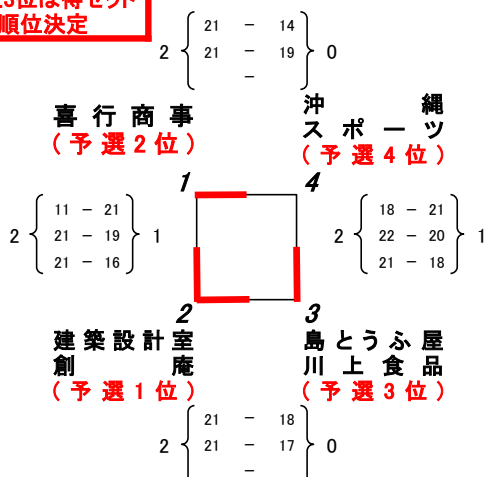 順位決定
2 21 － 14 0
21 － 19
－
喜行商事
(予選2位)
沖縄
スポーツ
(予選4位)
1
4
2 11 － 21 1
21 － 19
21 － 16
2 18 － 21 1
22 － 20
21 － 18
2
3
建築設計室
創庵
(予選1位)
島とうふ屋
川上食品
(予選3位)
2 21 － 18 0
21 － 17
－